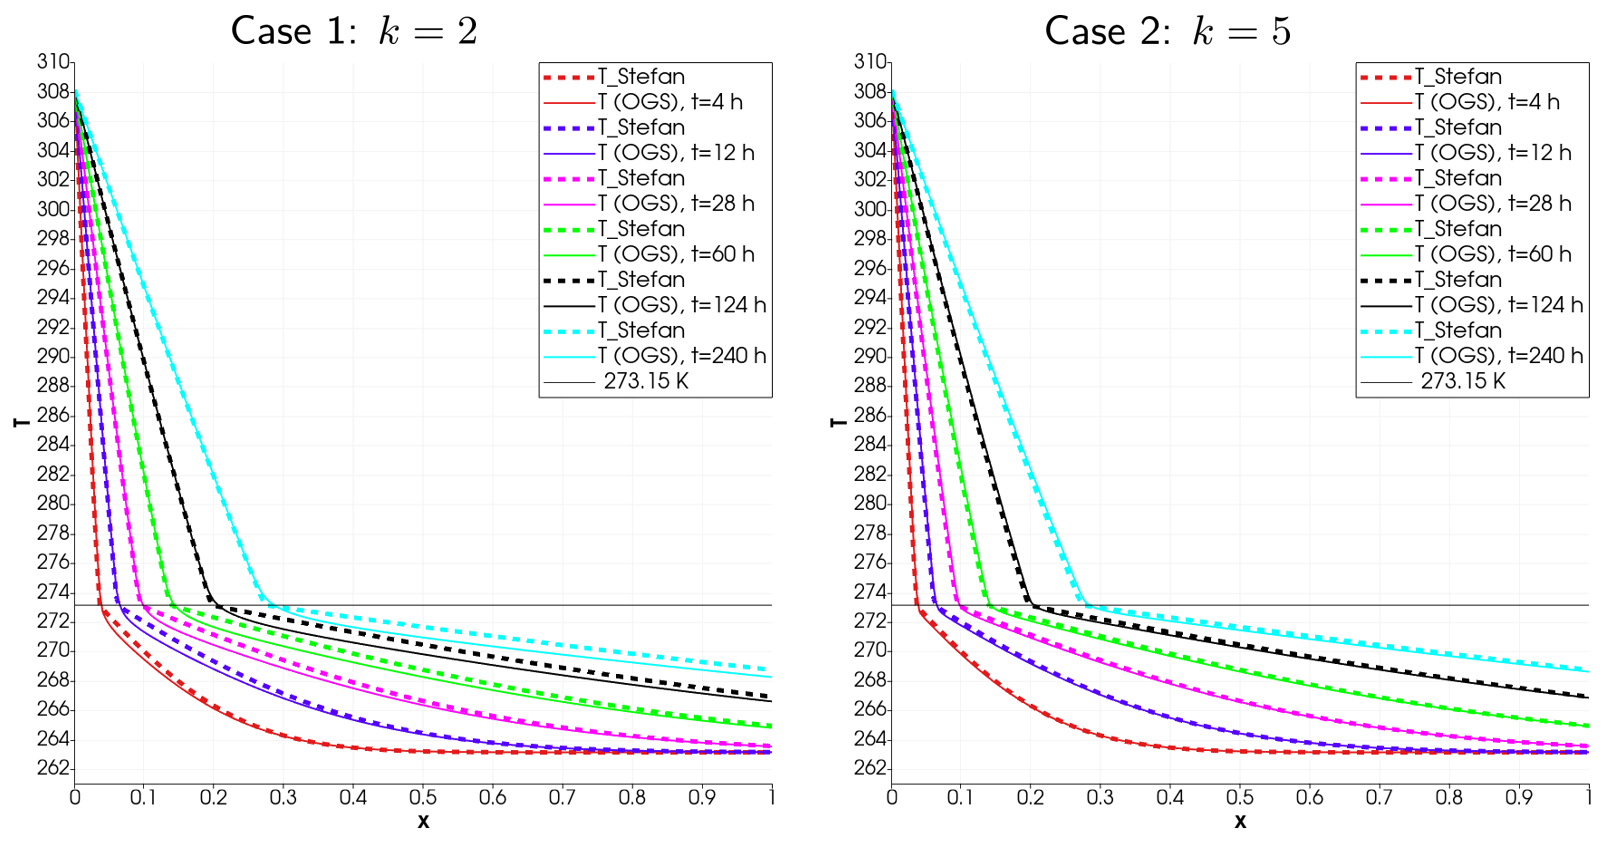 Case 1: k = 2
310
308
306
304
302
300
298
296
294
292
290
288
286
284
282
280
278
276
274
272
270
268
266
264
262
T
T_Stefan
T (OGS), t=4 h
T_Stefan
T (OGS), t=12 h
T_Stefan
T (OGS), t=28 h
T_Stefan
T (OGS), t=60 h
T_Stefan
T (OGS), t=124 h
T_Stefan
T (OGS), t=240 h
273.15 K
0 0.1 0.2 0.3 0.4 0.5 0.6 0.7 0.8 0.9 1
x
Case 2: k = 5
310
308
306
304
302
300
298
296
294
292
290
288
286
284
282
280
278
276
274
272
270
268
266
264
262
T
T_Stefan
T (OGS), t=4 h
T_Stefan
T (OGS), t=12 h
T_Stefan
T (OGS), t=28 h
T_Stefan
T (OGS), t=60 h
T_Stefan
T (OGS), t=124 h
T_Stefan
T (OGS), t=240 h
273.15 K
0 0.1 0.2 0.3 0.4 0.5 0.6 0.7 0.8 0.9 1
x